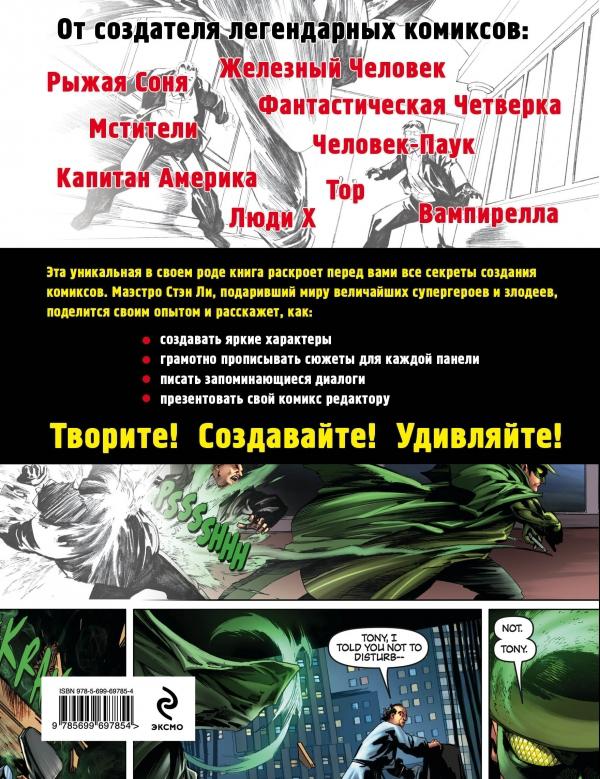 От создателя легендарных комиксов:
Железный Человек
Рыжая Соня
Фантастическая Четверка
Мстители
Человек-Паук
Капитан Америка
Тор
Люди X
Вампирелла
Эта уникальная в своем роде книга раскроет перед вами все секреты создания
комиксов. Маэстро Стэн Ли, подаривший миру величайших супергероев и злодеев,
поделится своим опытом и расскажет, как:
• создавать яркие характеры
• грамотно прописывать сюжеты для каждой панели
• писать запоминающиеся диалоги
• презентовать свой комикс редактору
Творите! Создавайте! Удивляйте!
PSSSSHHH
TONY, I
TOLD YOU NOT TO
DISTURB--
NOT.
TONY.
ISBN 978-5-699-69785-4
9 785699 697854 >
ЭКСМО